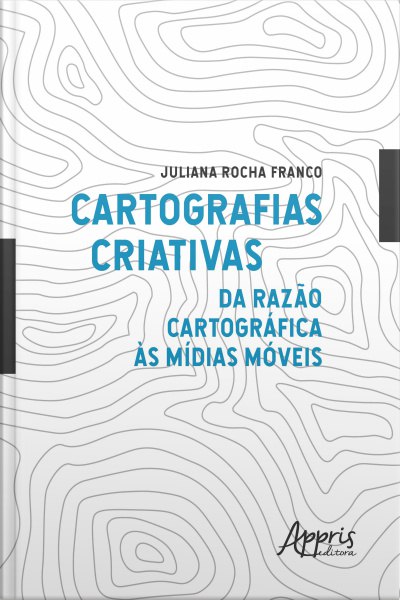 JULIANA ROCHA FRANCO
CARTOGRAFIAS
CRIATIVAS
DA RAZÃO
CARTOGRÁFICA
ÀS MÍDIAS MÓVEIS
Appris
editora